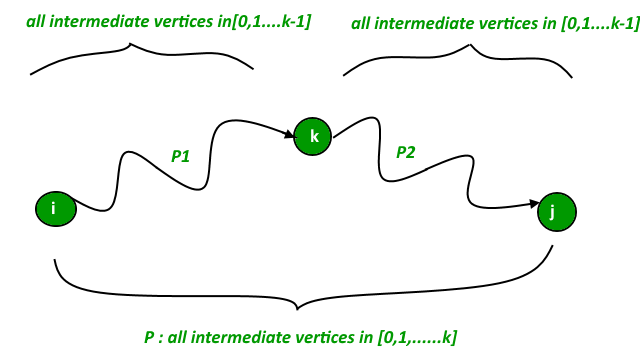 all intermediate vertices in[0,1....k-1]
all intermediate vertices in [0,1....k-1]
k
P1
P2
i
j
P : all intermediate vertices in [0,1,......k]